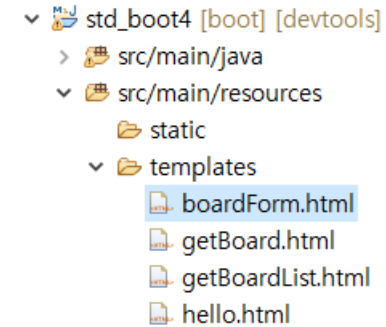 std_boot4 [boot] [devtools]
src/main/java
src/main/resources
static
templates
boardForm.html
getBoard.html
getBoardList.html
hello.html